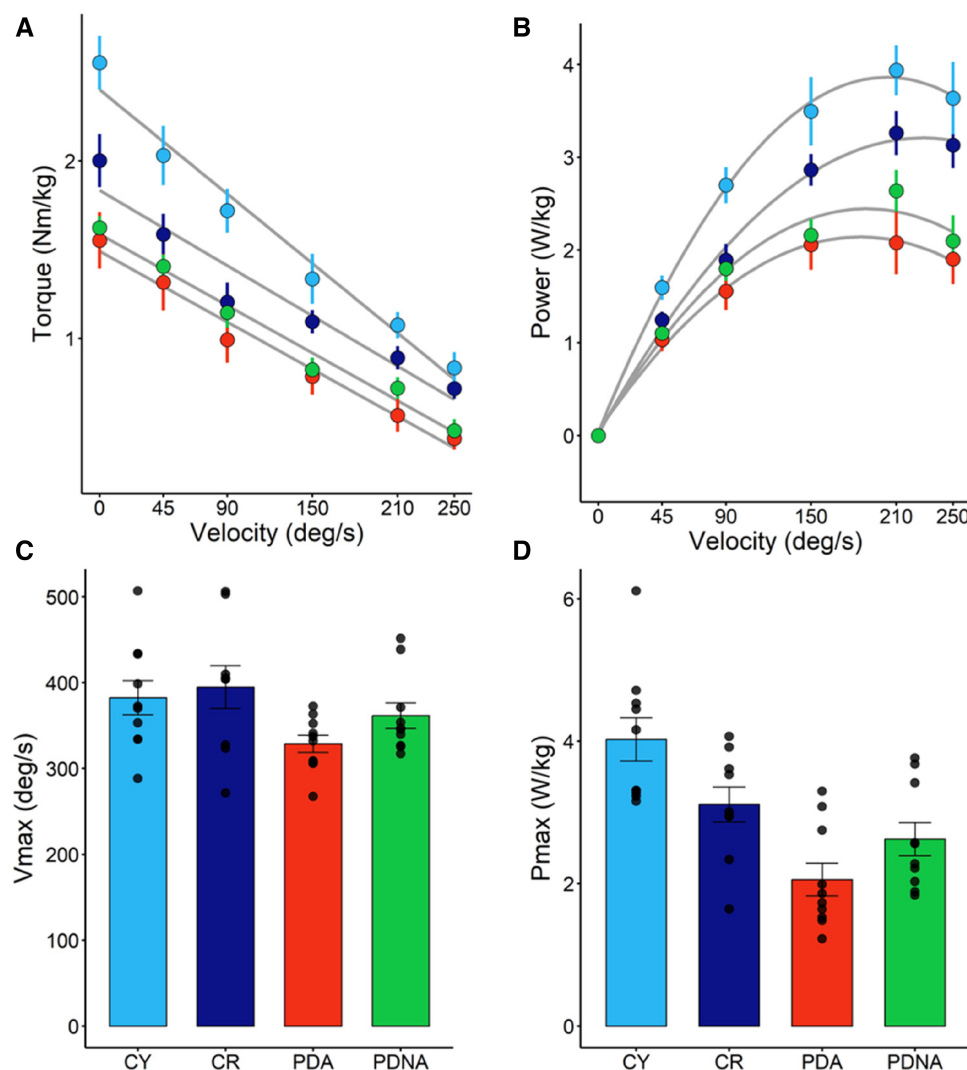 A
Torque (Nm/kg)
2
1
0 45 90 150 210 250
Velocity (deg/s)
B
Power (W/kg)
4
3
2
1
0
0 45 90 150 210 250
Velocity (deg/s)
C
Vmax (deg/s)
500
400
300
200
100
0
CY CR PDA PDNA
D
Pmax (W/kg)
6
4
2
0
CY CR PDA PDNA